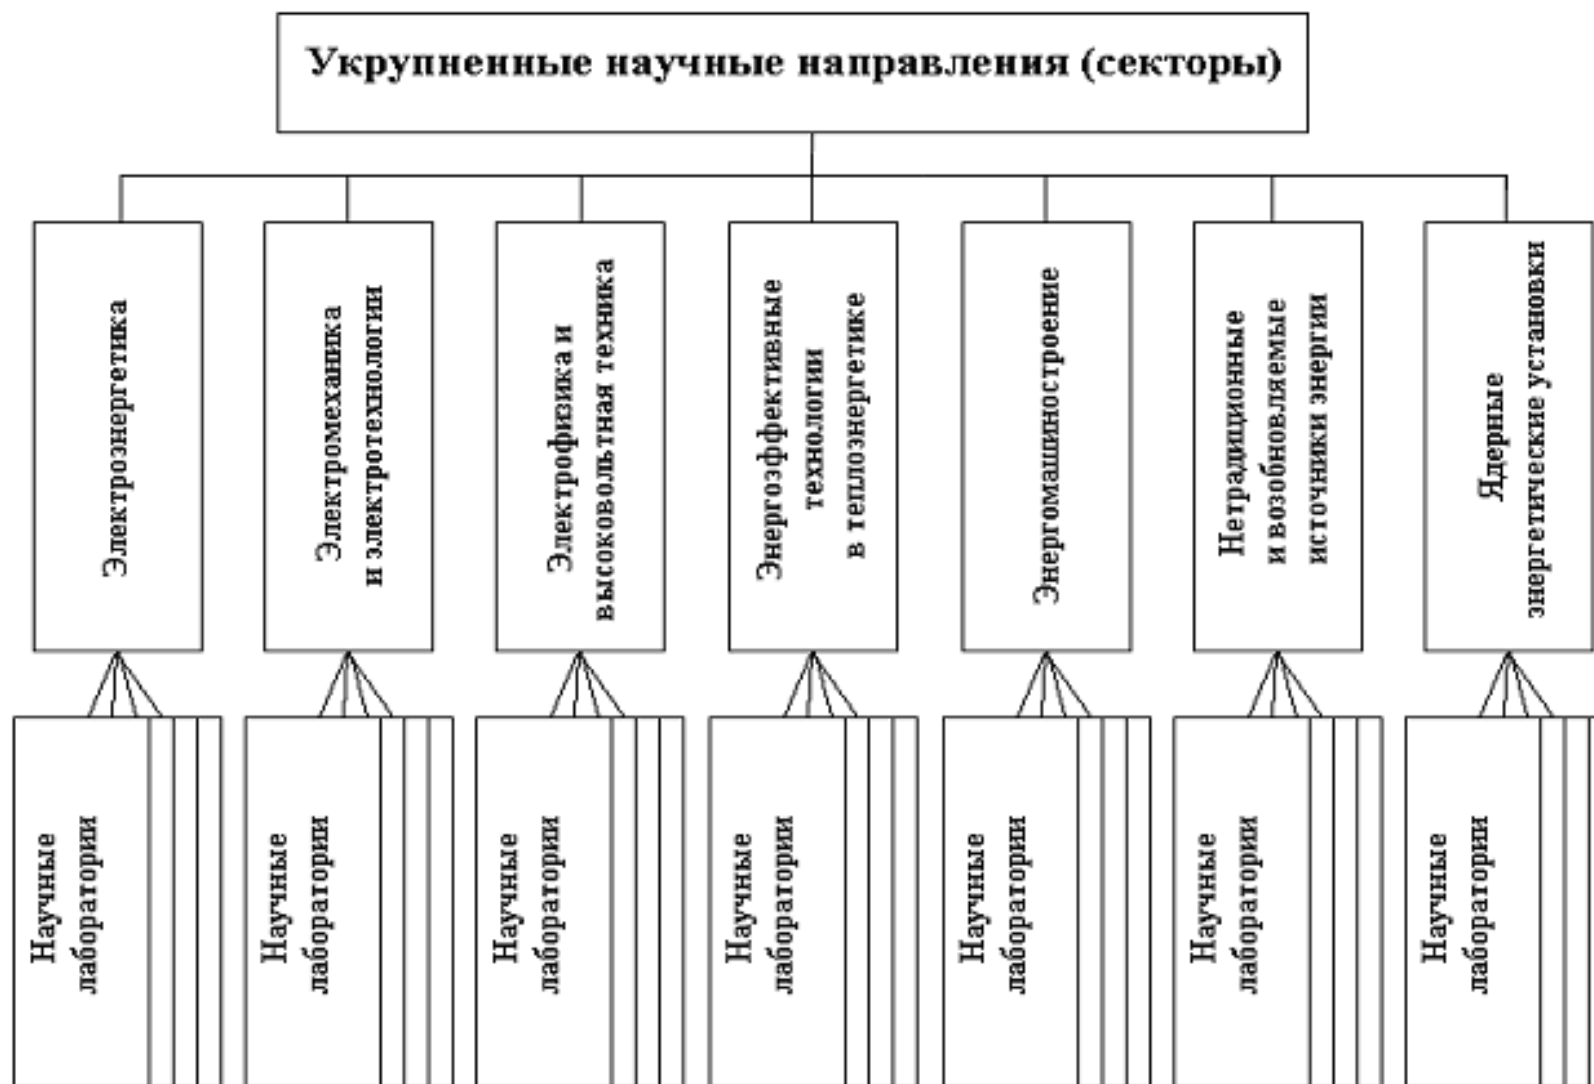 Укрупненные научные направления (секторы)
Электроэнергетика
Электромеханика
и электротехнологии
Электрофизика и
высоковольтная техника
Энергоэффективные
технологии
в теплоэнергетике
Энергомашиностроение
Нетрадиционные
и возобновляемые
источники энергии
Ядерные
энергетические установки
Научные
лаборатории
Научные
лаборатории
Научные
лаборатории
Научные
лаборатории
Научные
лаборатории
Научные
лаборатории
Научные
лаборатории